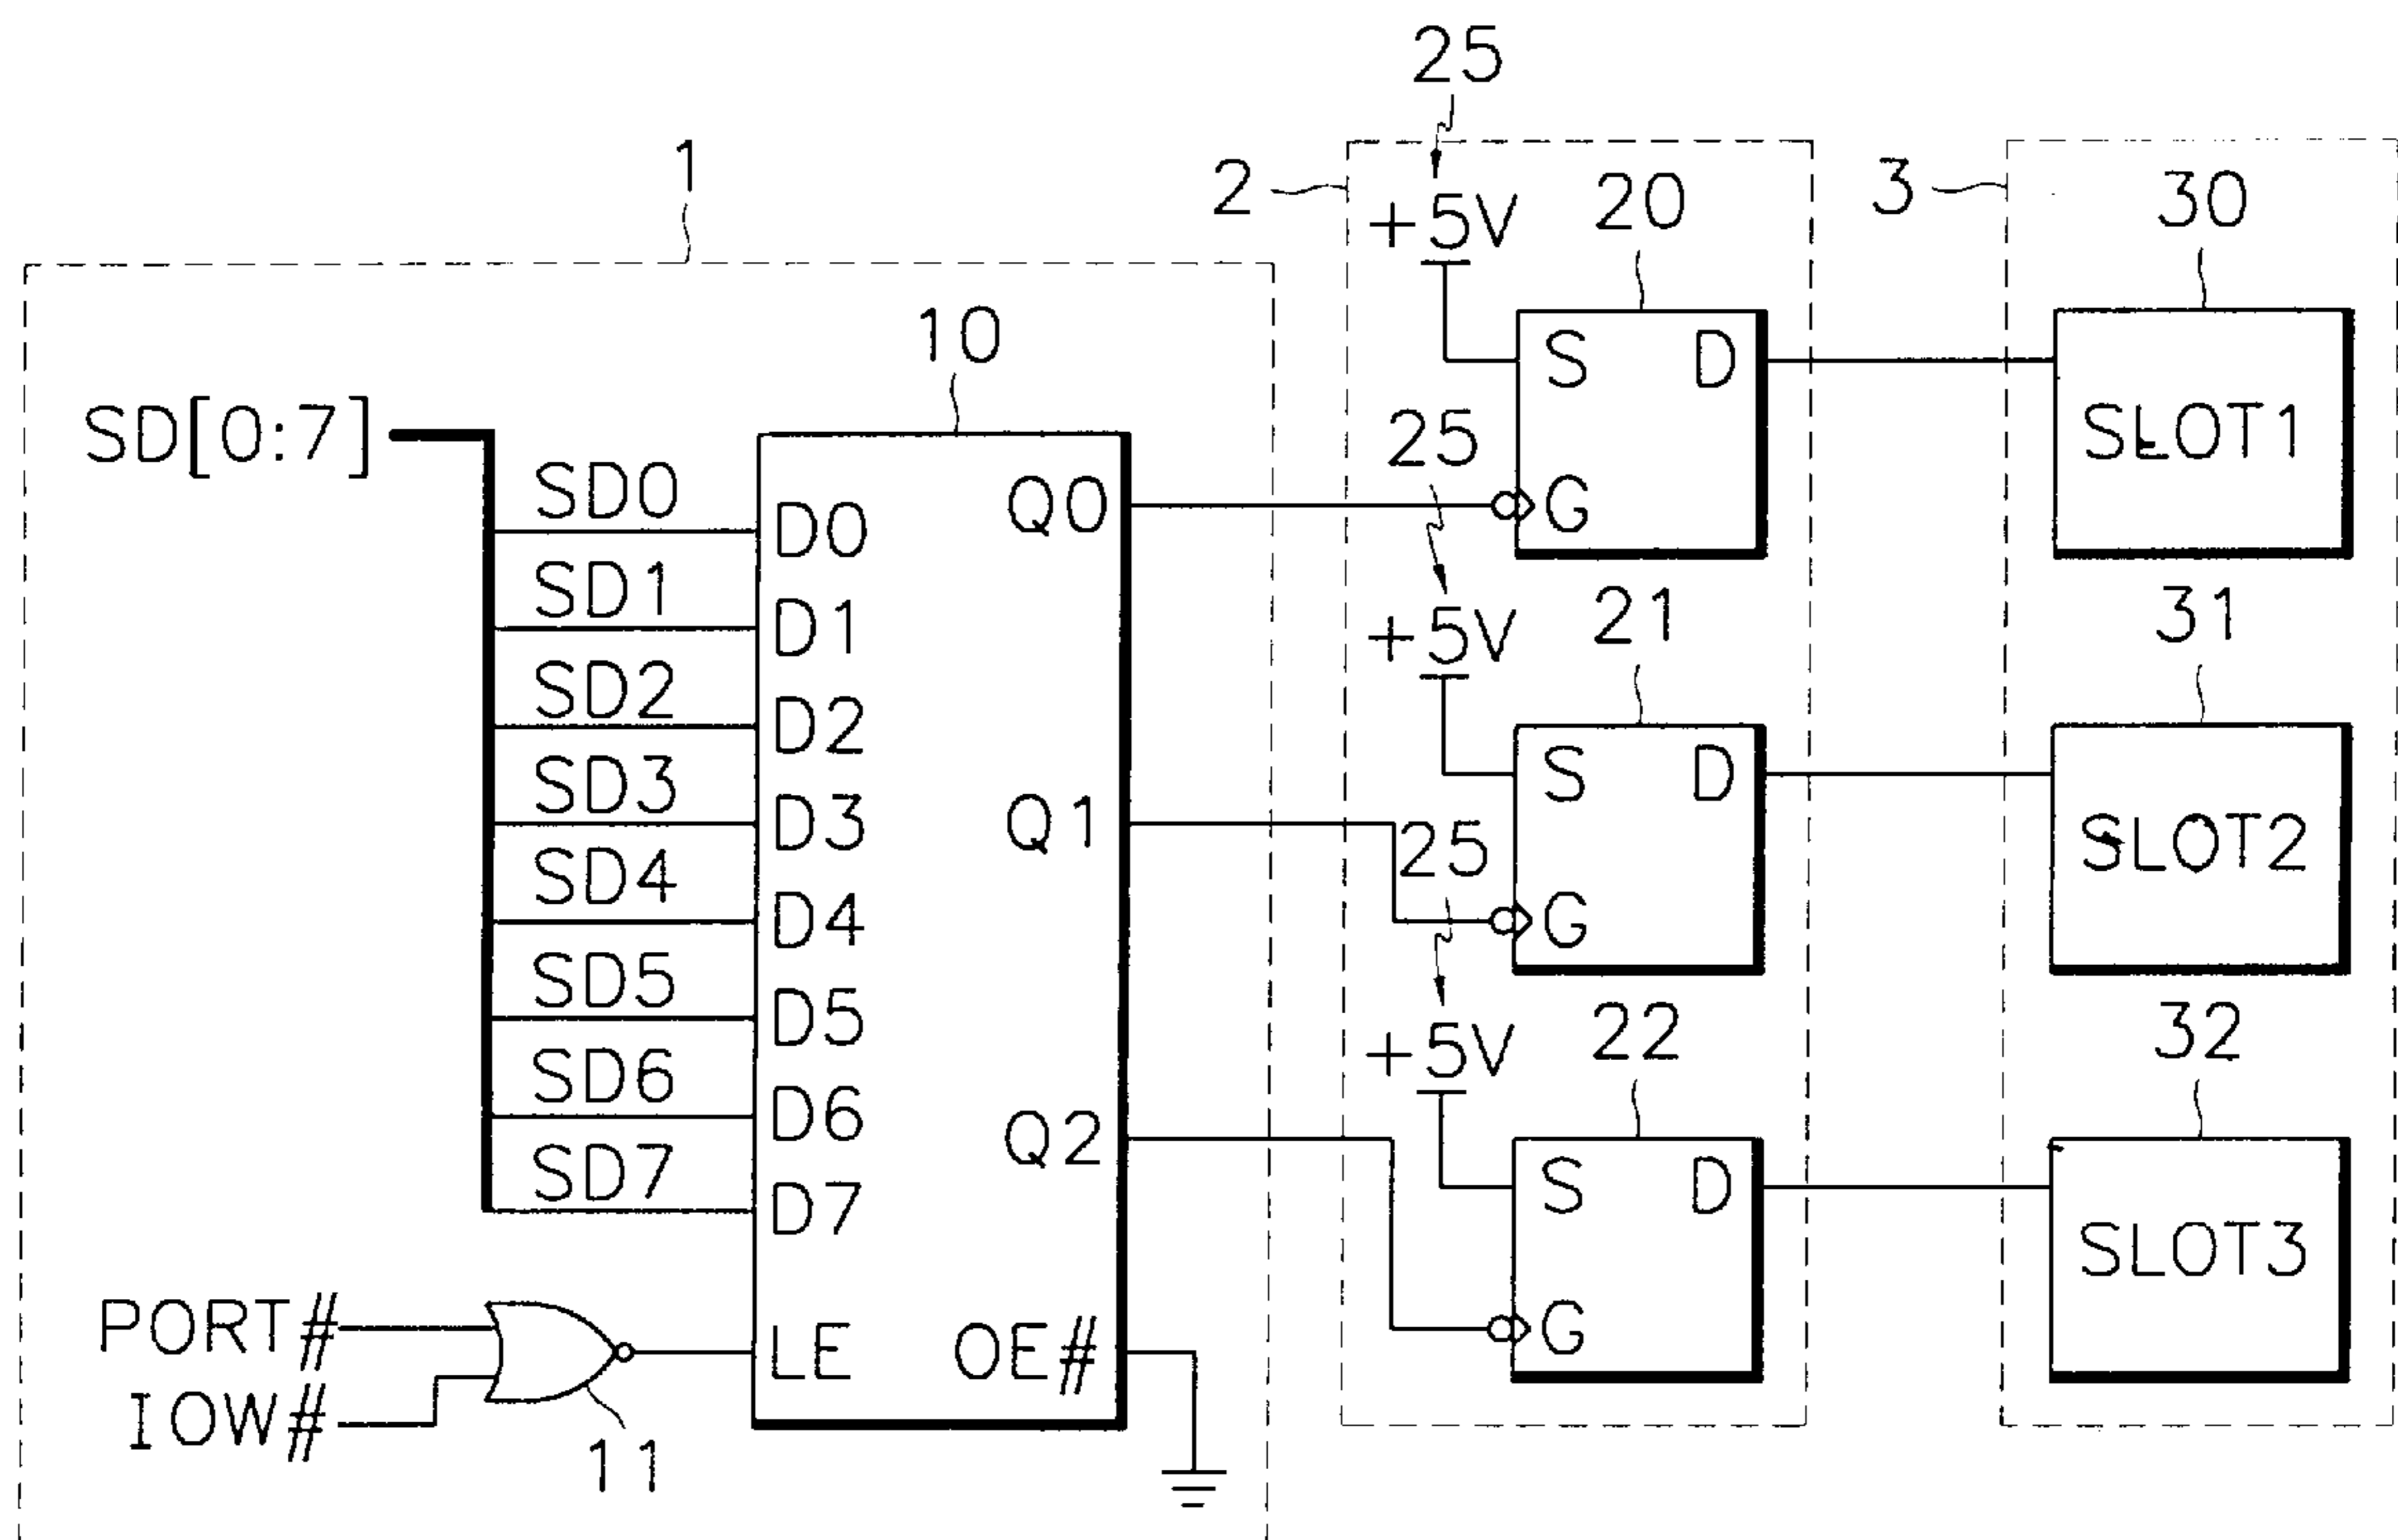 25
1
2
+5V
20
3
30
10
S
D
SD[0:7]
25
SLOT1
SD0
Q0
G
D0
SD1
31
21
D1
+5V
SD2
D2
S
D
SD3
D3
Q1
25
SLOT2
SD4
D4
G
SD5
D5
+5V
22
32
SD6
D6
Q2
SD7
S
D
D7
SLOT3
PORT#
LE
OE#
G
IOW#
11